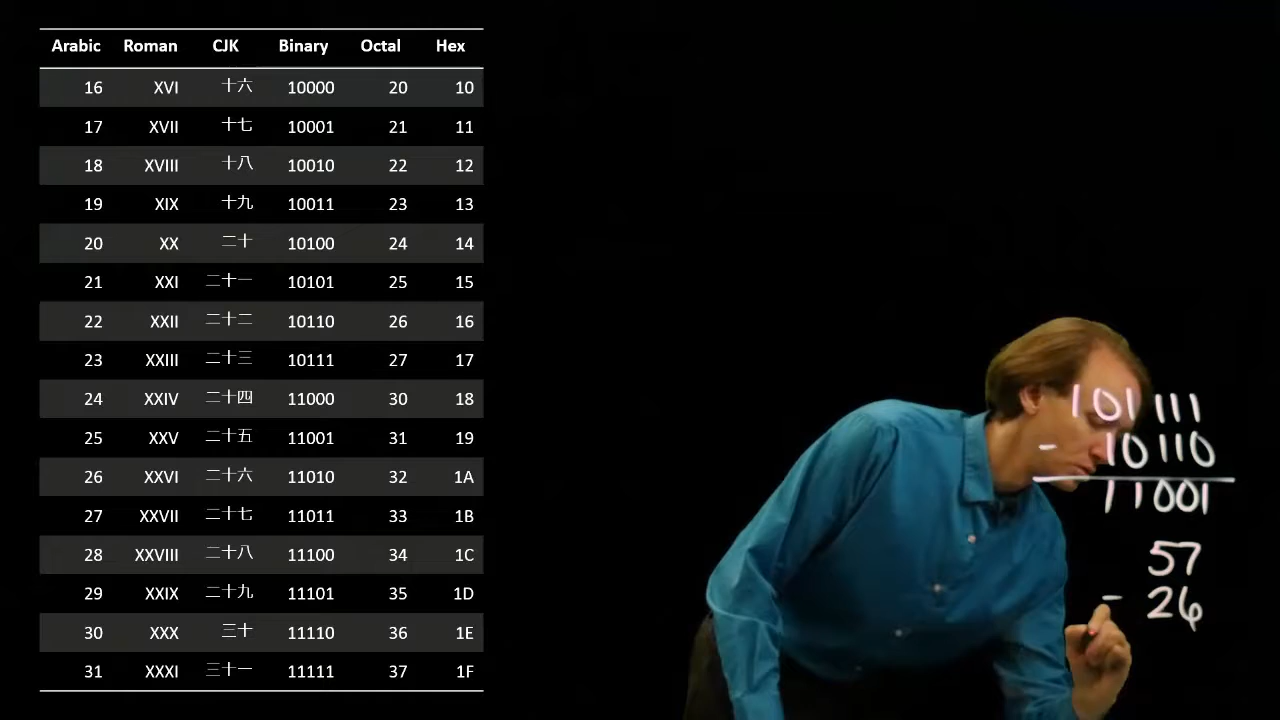 Arabic Roman CJK Binary Octal Hex
16 XVI 十六 10000 20 10
17 XVII 十七 10001 21 11
18 XVIII 十八 10010 22 12
19 XIX 十九 10011 23 13
20 XX 二十 10100 24 14
21 XXI 二十一 10101 25 15
22 XXII 二十二 10110 26 16
23 XXIII 二十三 10111 27 17
24 XXIV 二十四 11000 30 18
25 XXV 二十五 11001 31 19
26 XXVI 二十六 11010 32 1A
27 XXVII 二十七 11011 33 1B
28 XXVIII 二十八 11100 34 1C
29 XXIX 二十九 11101 35 1D
30 XXX 三十 11110 36 1E
31 XXXI 三十一 11111 37 1F
101111
- 10110
11001
57
- 26